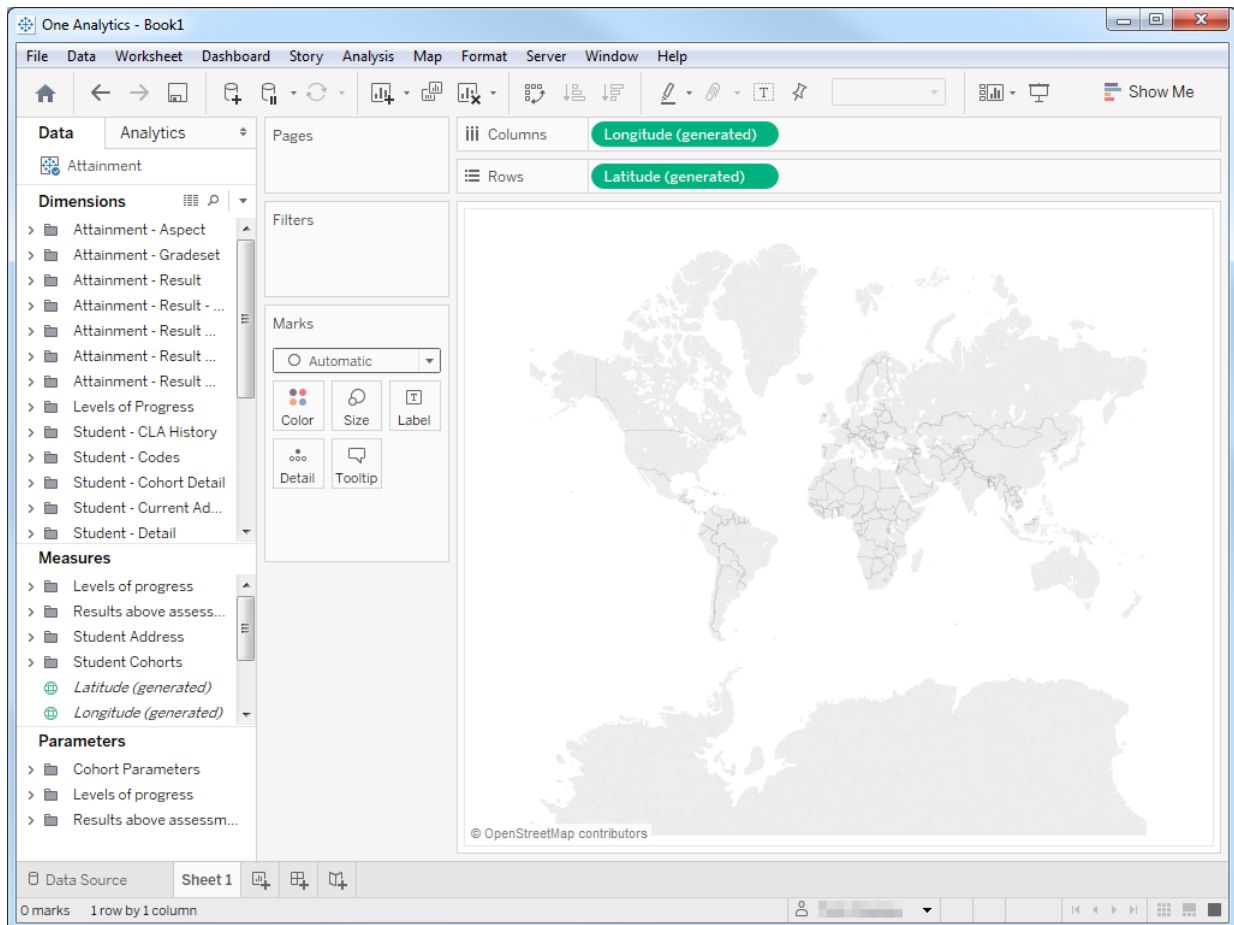 One Analytics - Book1
File Data Worksheet Dashboard Story Analysis Map Format Server Window Help
Show Me
Data Analytics
Attainment
Dimensions
Attainment - Aspect
Attainment - Gradeset
Attainment - Result
Attainment - Result - ...
Attainment - Result ...
Attainment - Result ...
Attainment - Result ...
Levels of Progress
Student - CLA History
Student - Codes
Student - Cohort Detail
Student - Current Ad...
Student - Detail
Measures
Levels of progress
Results above assess...
Student Address
Student Cohorts
Latitude (generated)
Longitude (generated)
Parameters
Cohort Parameters
Levels of progress
Results above assessm...
Pages
Filters
Marks
Automatic
Color Size T Label
Detail Tooltip
Columns Longitude (generated)
Rows Latitude (generated)
© OpenStreetMap contributors
Data Source Sheet 1
0 marks 1 row by 1 column